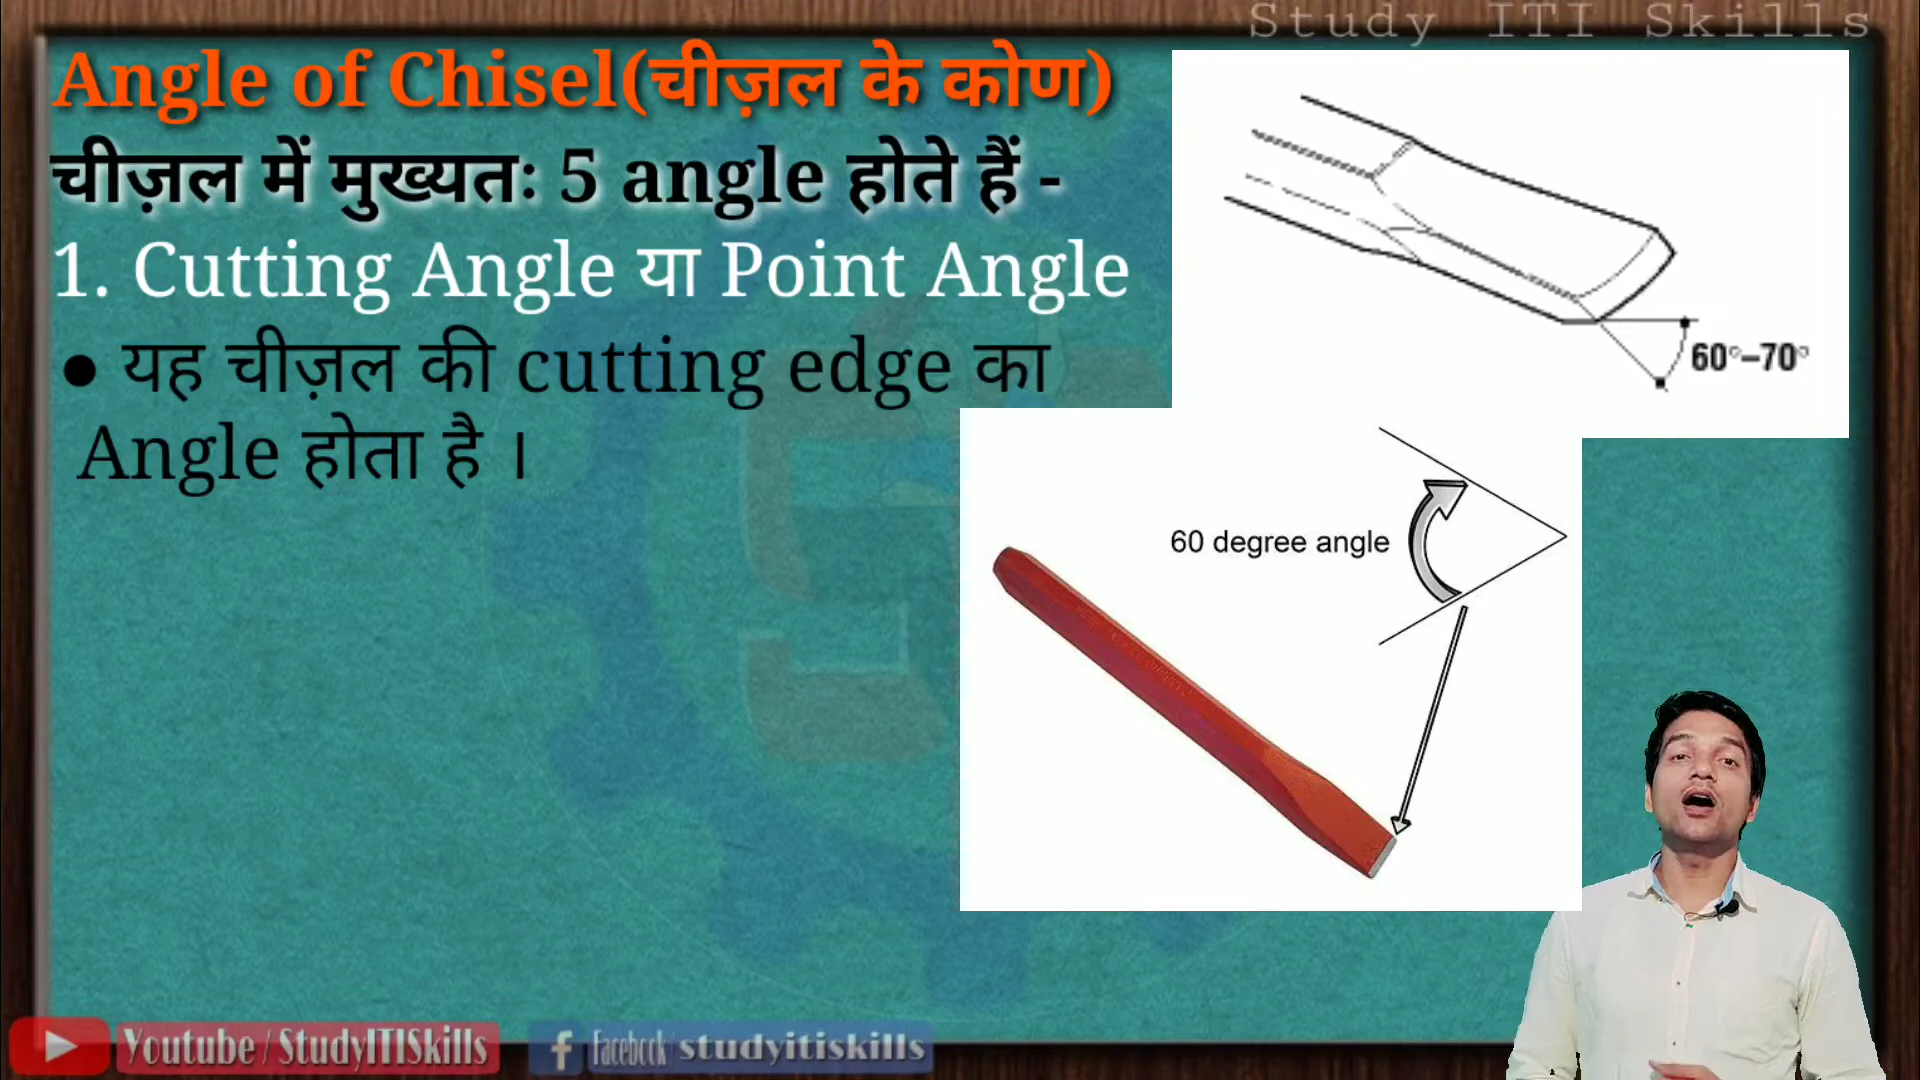 Study ITI Skills
Angle of Chisel(चीज़ल के कोण)
चीज़ल में मुख्यतः 5 angle होते हैं -
1. Cutting Angle या Point Angle
● यह चीज़ल की cutting edge का
Angle होता है ।
60°–70°
60 degree angle
Youtube / StudyITISkills
f Facebook studyitiskills